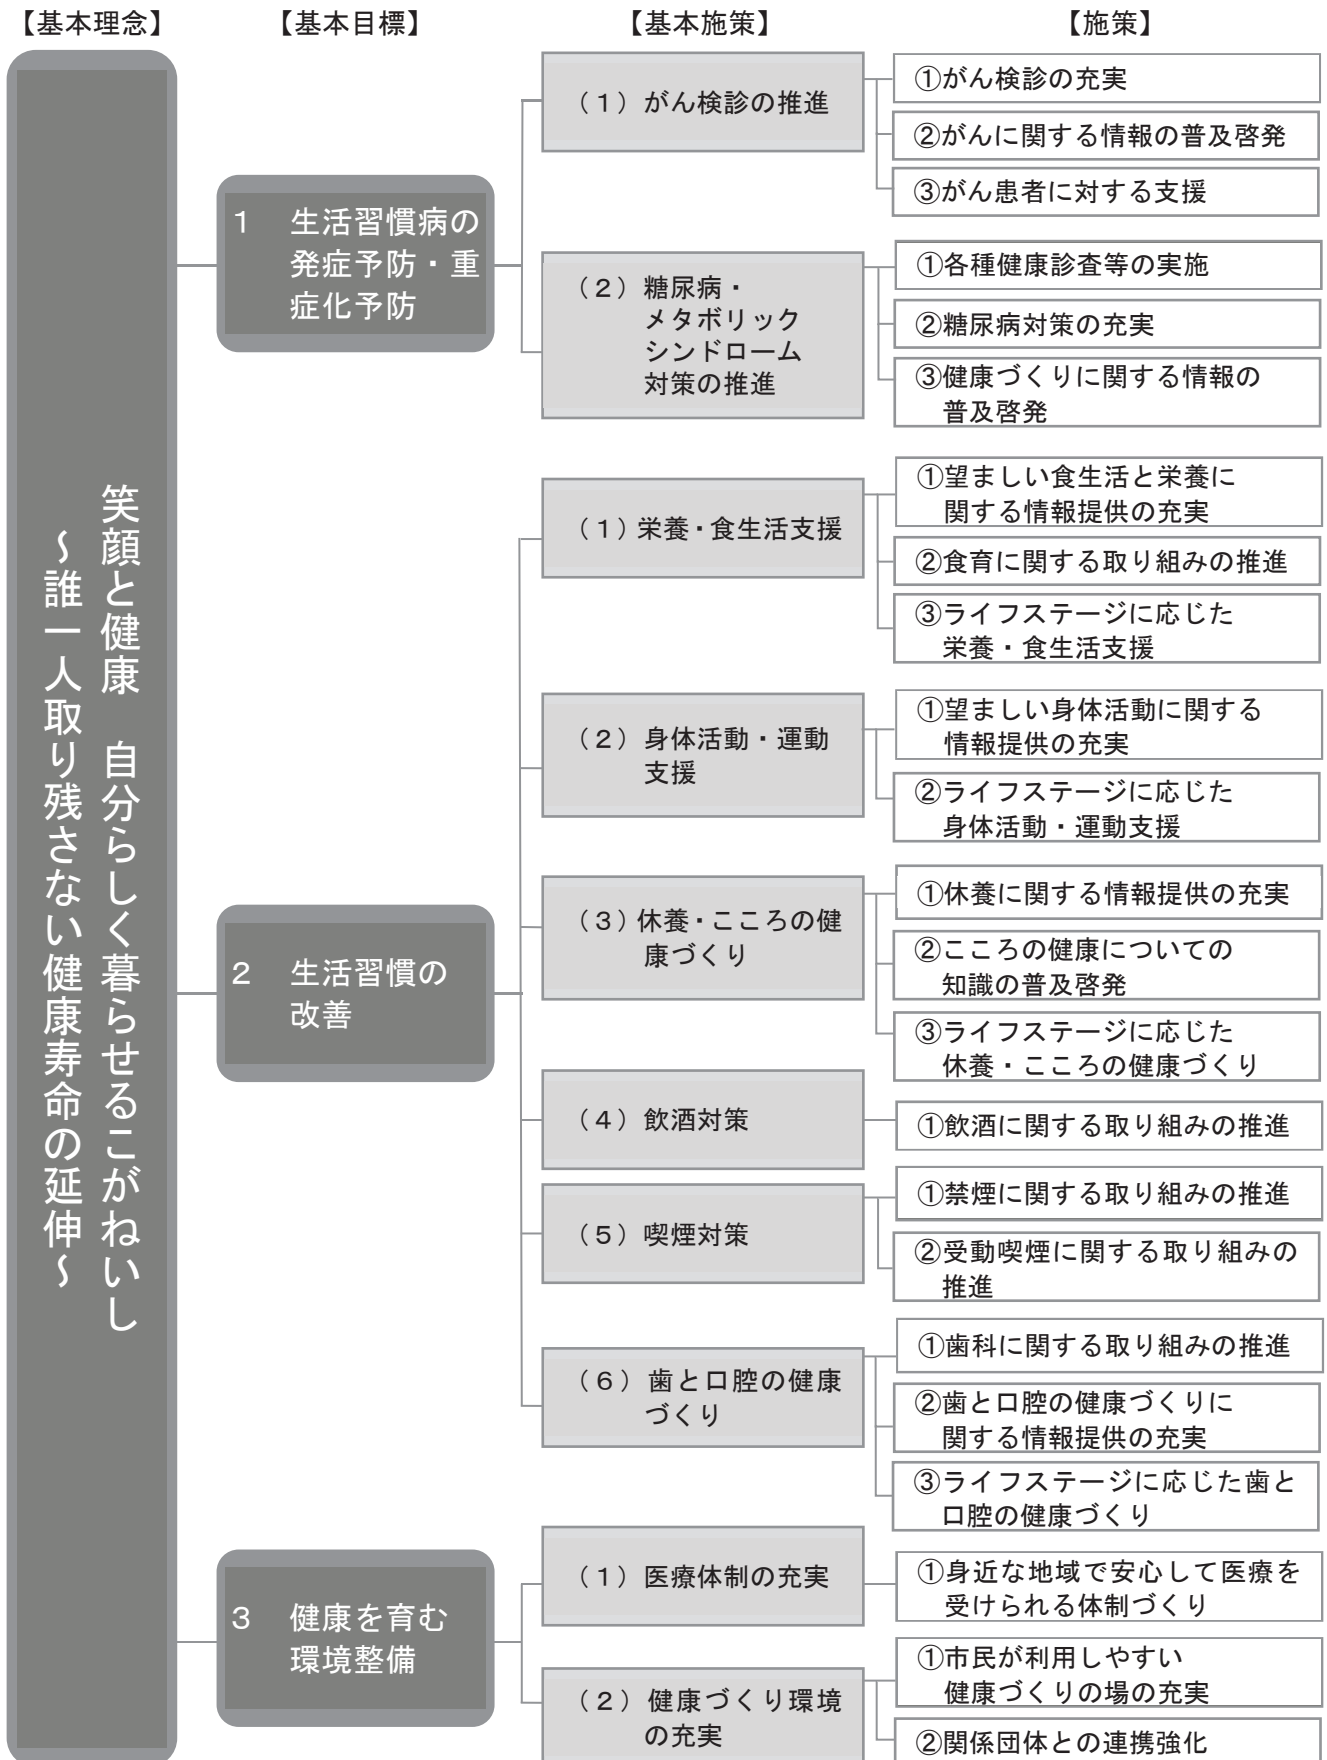 【基本理念】
【基本目標】
【基本施策】
【施策】
笑顔と健康　自分らしく暮らせるこがねいし
～誰一人取り残さない健康寿命の延伸～
1　生活習慣病の
発症予防・重
症化予防
（1）がん検診の推進
①がん検診の充実
②がんに関する情報の普及啓発
③がん患者に対する支援
（2）糖尿病・
メタボリック
シンドローム
対策の推進
①各種健康診査等の実施
②糖尿病対策の充実
③健康づくりに関する情報の
普及啓発
2　生活習慣の
改善
（1）栄養・食生活支援
①望ましい食生活と栄養に
関する情報提供の充実
②食育に関する取り組みの推進
③ライフステージに応じた
栄養・食生活支援
（2）身体活動・運動
支援
①望ましい身体活動に関する
情報提供の充実
②ライフステージに応じた
身体活動・運動支援
（3）休養・こころの健
康づくり
①休養に関する情報提供の充実
②こころの健康についての
知識の普及啓発
③ライフステージに応じた
休養・こころの健康づくり
（4）飲酒対策
①飲酒に関する取り組みの推進
（5）喫煙対策
①禁煙に関する取り組みの推進
②受動喫煙に関する取り組みの
推進
（6）歯と口腔の健康
づくり
①歯科に関する取り組みの推進
②歯と口腔の健康づくりに
関する情報提供の充実
③ライフステージに応じた歯と
口腔の健康づくり
3　健康を育む
環境整備
（1）医療体制の充実
①身近な地域で安心して医療を
受けられる体制づくり
（2）健康づくり環境
の充実
①市民が利用しやすい
健康づくりの場の充実
②関係団体との連携強化